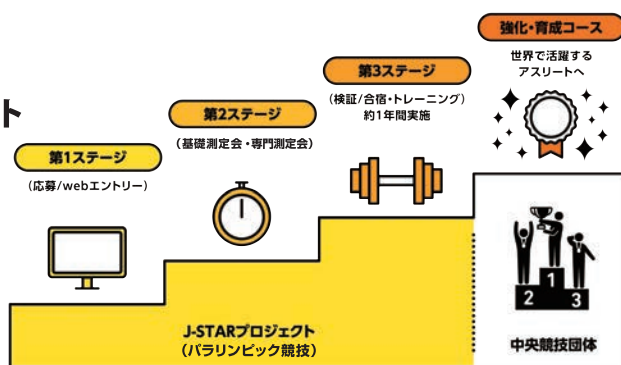 ト
第1ステージ
(応募/webエントリー)
第2ステージ
(基礎測定会・専門測定会)
第3ステージ
(検証/合宿・トレーニング)
約1年間実施
強化・育成コース
世界で活躍する
アスリートへ
1
2
3
J-STARプロジェクト
(パラリンピック競技)
中央競技団体